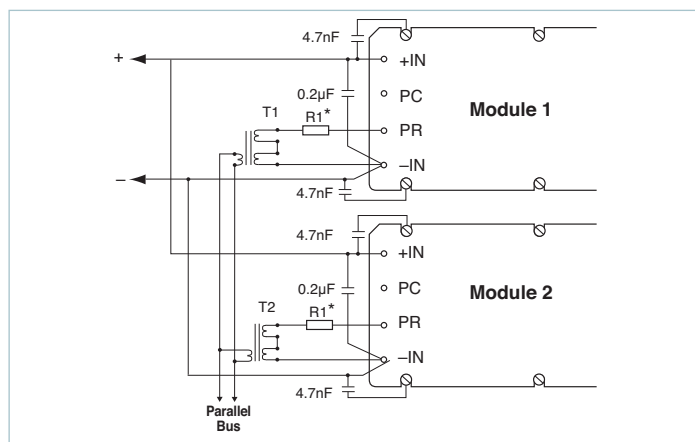 4.7nF
+
+IN
0.2µF
PC
Module 1
T1
R1*
PR
−IN
−
4.7nF
4.7nF
+IN
0.2µF
PC
Module 2
T2
R1*
PR
−IN
4.7nF
Parallel
Bus